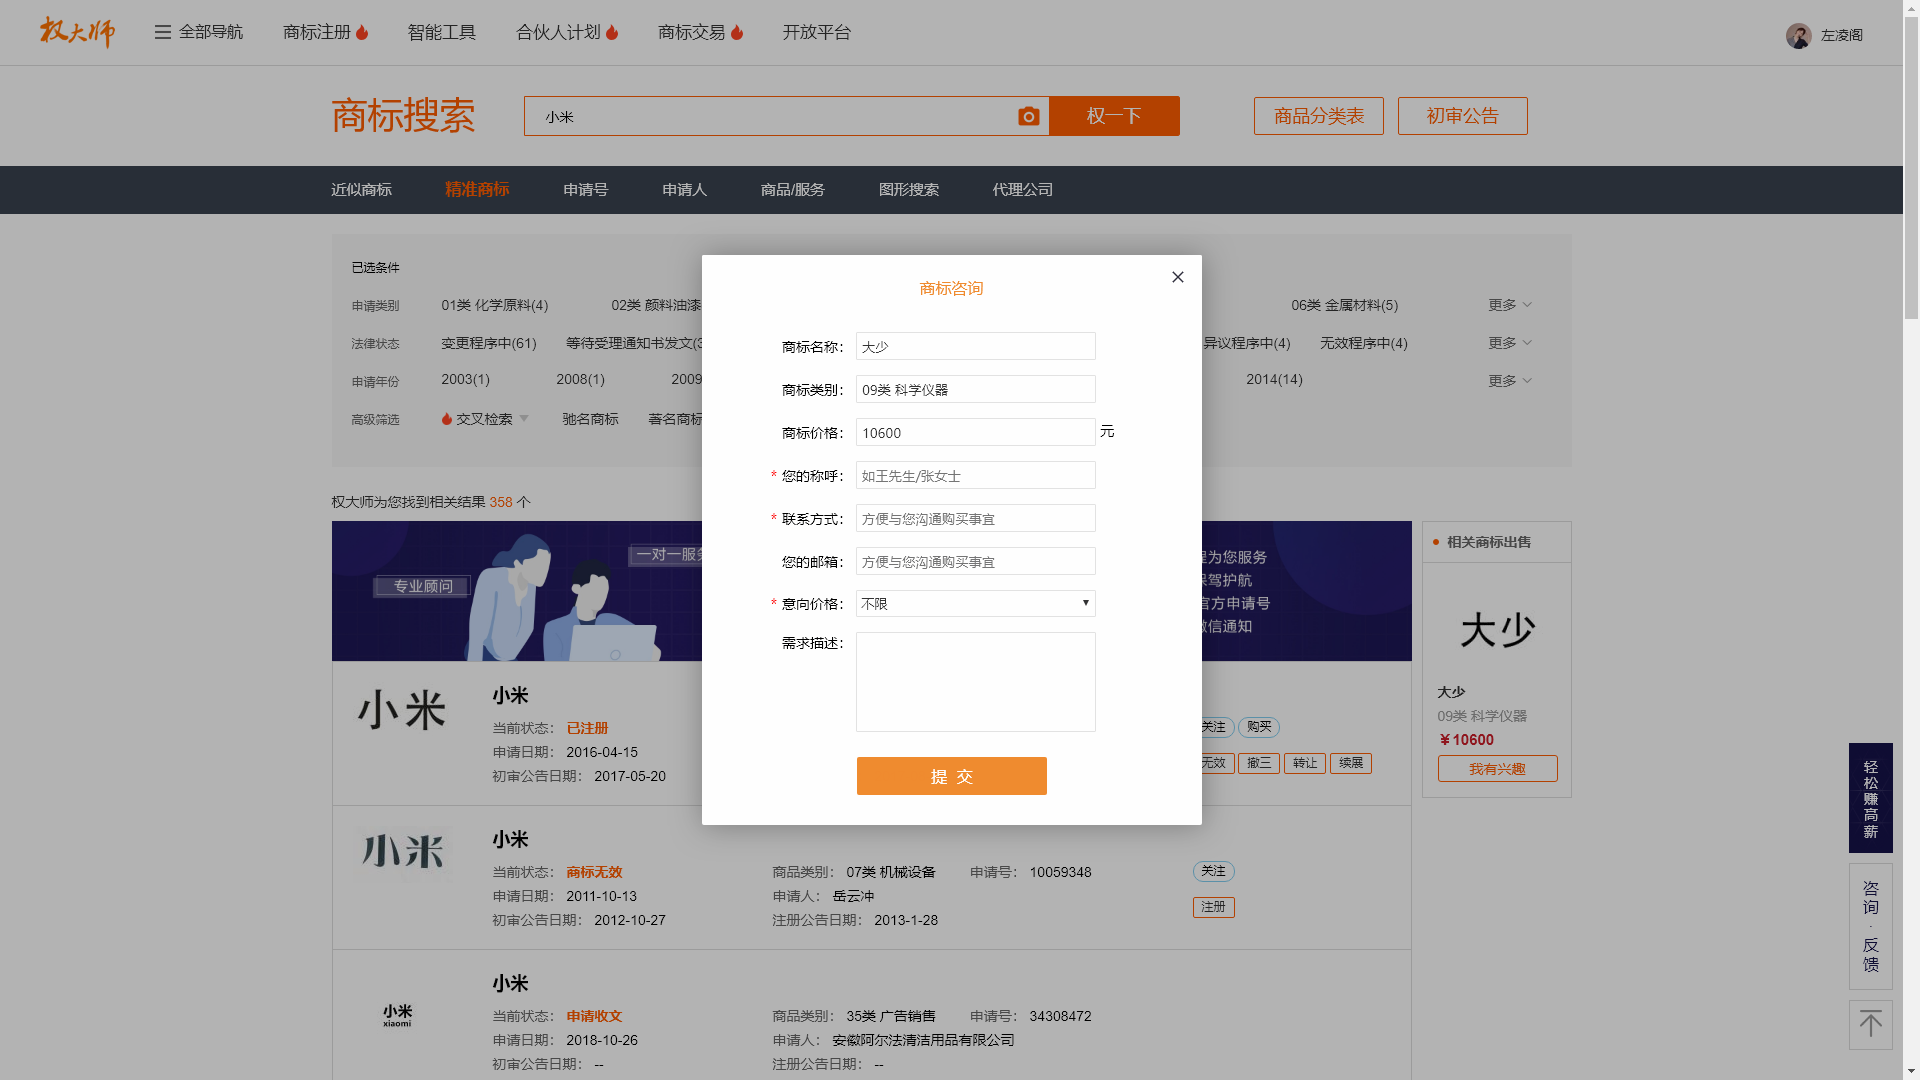 权大师
全部导航 商标注册 智能工具 合伙人计划 商标交易 开放平台 左凌阁
商标搜索 小米 权一下 商品分类表 初审公告
近似商标 精准商标 申请号 申请人 商品/服务 图形搜索 代理公司
已选条件
申请类别 01类 化学原料(4) 02类 颜料油漆 06类 金属材料(5) 更多
法律状态 变更程序中(61) 等待受理通知书发文(3 异议程序中(4) 无效程序中(4) 更多
申请年份 2003(1) 2008(1) 2009 2014(14) 更多
高级筛选 交叉检索 驰名商标 著名商标
权大师为您找到相关结果 358 个
商标咨询
商标名称： 大少
商标类别： 09类 科学仪器
商标价格： 10600 元
* 您的称呼： 如王先生/张女士
* 联系方式： 方便与您沟通购买事宜
您的邮箱： 方便与您沟通购买事宜
* 意向价格： 不限
需求描述：
提 交
专业顾问
一对一服务
为您服务
驾护航
官方申请号
微信通知
小米
小米
当前状态： 已注册
申请日期： 2016-04-15
初审公告日期： 2017-05-20
关注 购买
无效 撤三 转让 续展
小米
小米
当前状态： 商标无效 商品类别： 07类 机械设备 申请号： 10059348
申请日期： 2011-10-13 申请人： 岳云冲
初审公告日期： 2012-10-27 注册公告日期： 2013-1-28
关注
注册
小米
xiaomi
小米
当前状态： 申请收文 商品类别： 35类 广告销售 申请号： 34308472
申请日期： 2018-10-26 申请人： 安徽阿尔法清洁用品有限公司
初审公告日期： -- 注册公告日期： --
相关商标出售
大少
大少
09类 科学仪器
￥10600
我有兴趣
轻松赚高薪
咨询·反馈